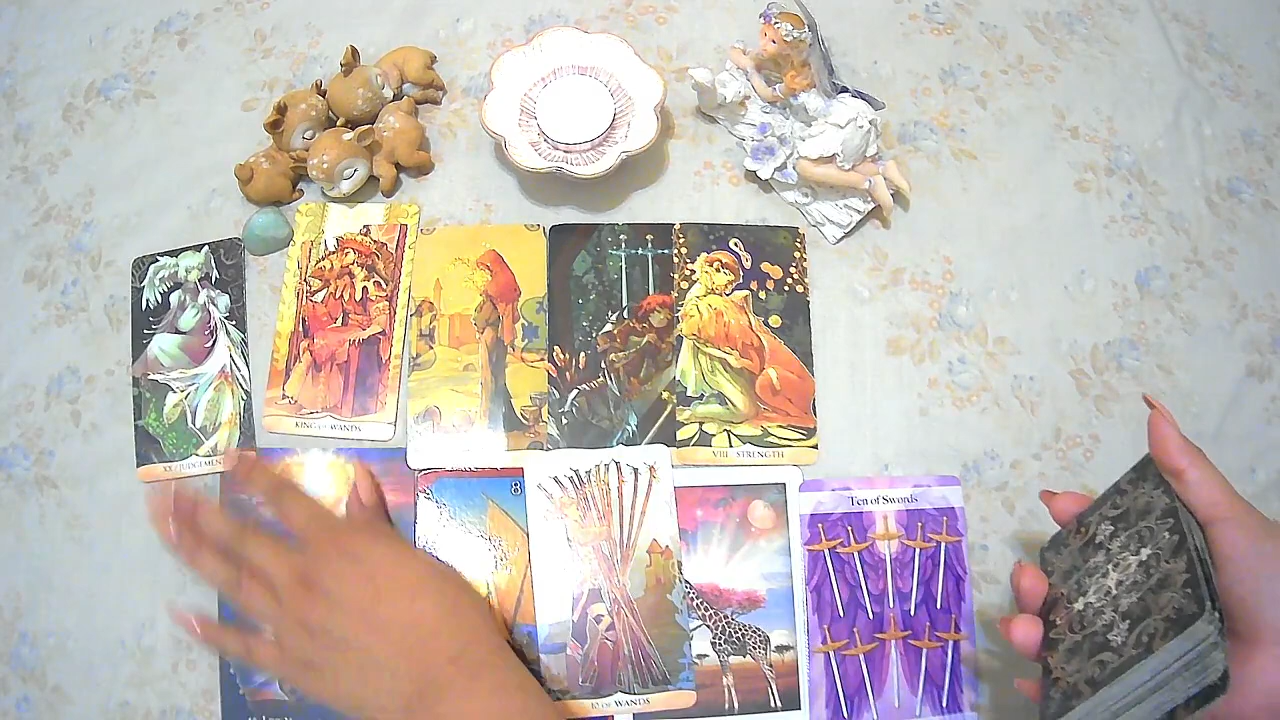 XX JUDGEMENT
KING OF WANDS
VIII STRENGTH
8
Ten of Swords
10 OF WANDS